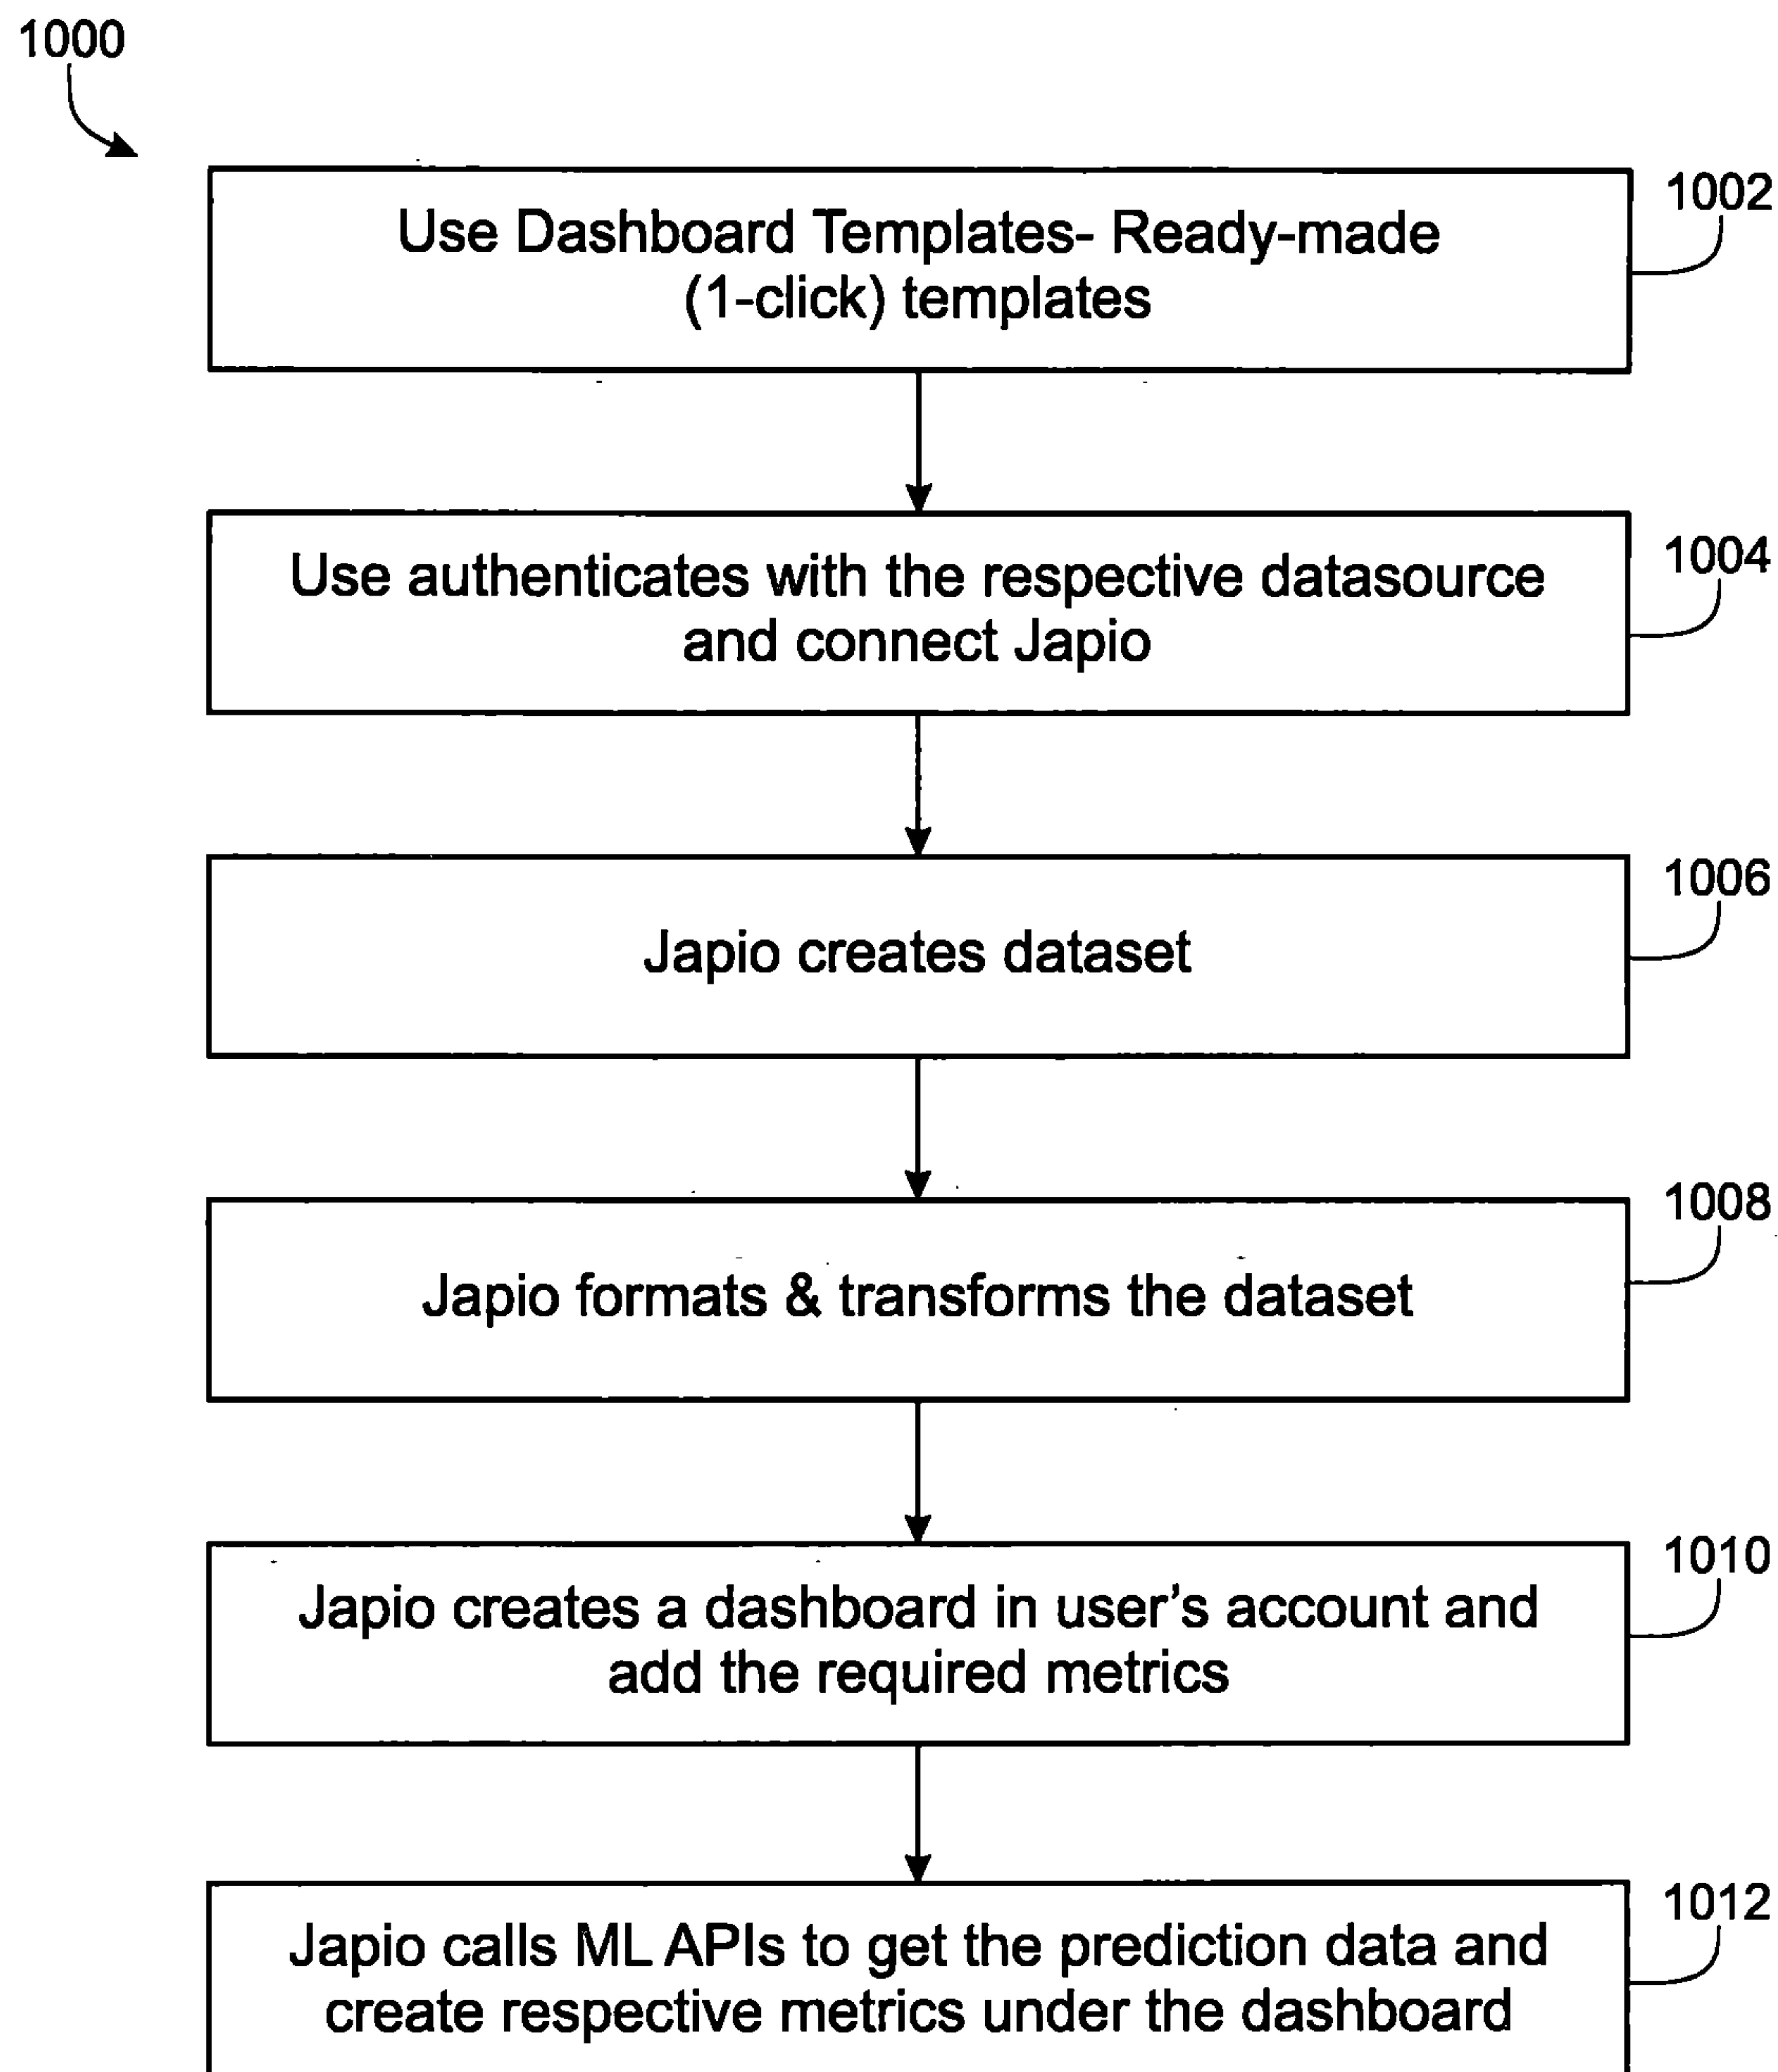 1000
1002
Use Dashboard Templates- Ready-made
(1-click) templates
1004
Use authenticates with the respective datasource
and connect Japio
1006
Japio creates dataset
1008
Japio formats & transforms the dataset
1010
Japio creates a dashboard in user's account and
add the required metrics
1012
Japio calls ML APIs to get the prediction data and
create respective metrics under the dashboard